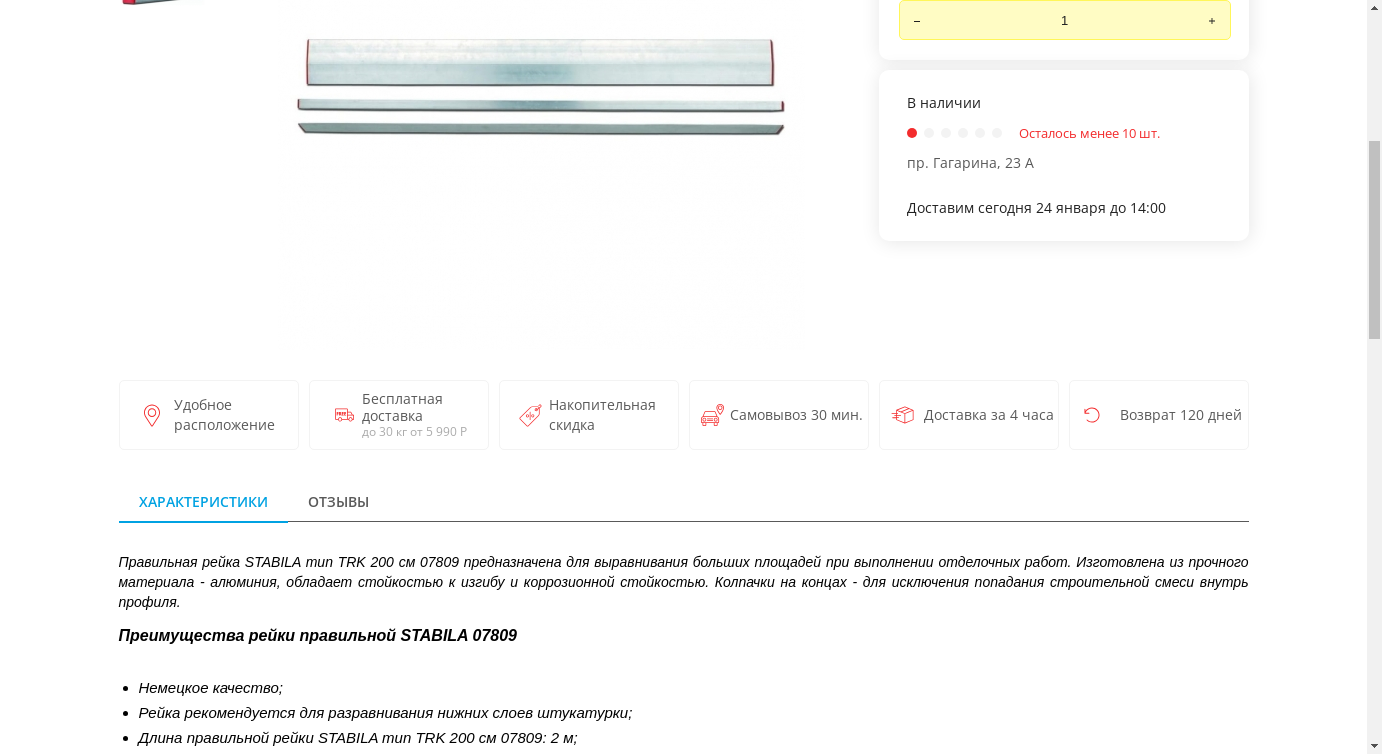 –
1
+
В наличии
Осталось менее 10 шт.
пр. Гагарина, 23 А
Доставим сегодня 24 января до 14:00
Удобное
расположение
FREE
Бесплатная
доставка
до 30 кг от 5 990 Р
%
Накопительная
скидка
Самовывоз 30 мин.
Доставка за 4 часа
Возврат 120 дней
ХАРАКТЕРИСТИКИ
ОТЗЫВЫ
Правильная рейка STABILA тип TRK 200 см 07809 предназначена для выравнивания больших площадей при выполнении отделочных работ. Изготовлена из прочного
материала - алюминия, обладает стойкостью к изгибу и коррозионной стойкостью. Колпачки на концах - для исключения попадания строительной смеси внутрь
профиля.
Преимущества рейки правильной STABILA 07809
Немецкое качество;
Рейка рекомендуется для разравнивания нижних слоев штукатурки;
Длина правильной рейки STABILA тип TRK 200 см 07809: 2 м;